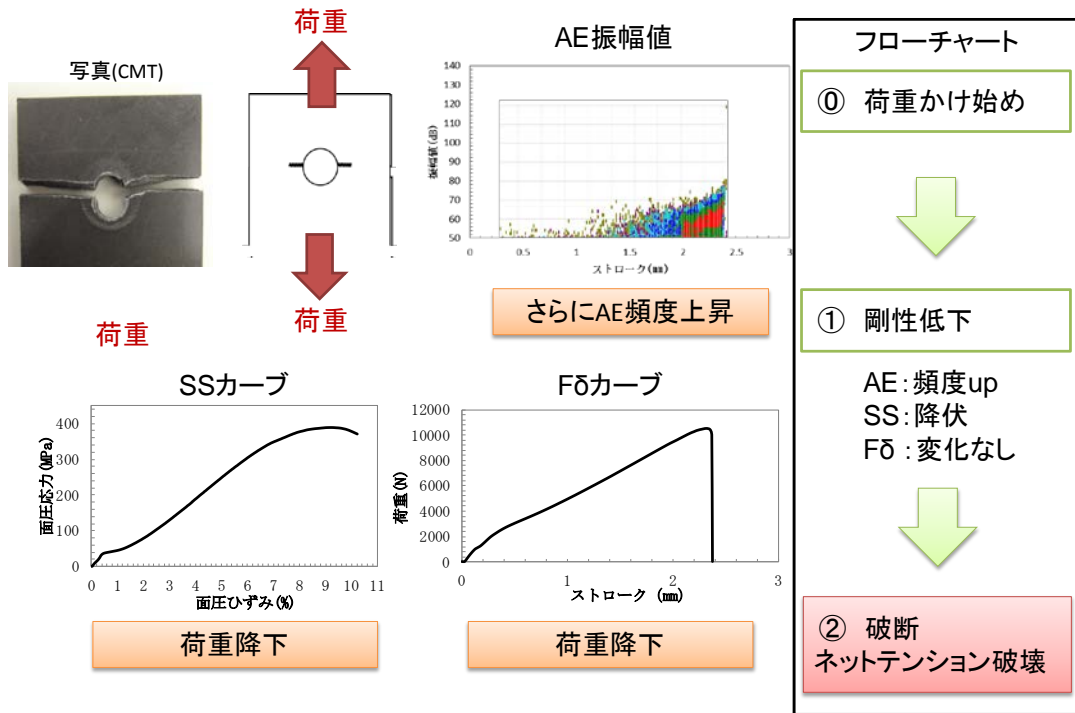 荷重
写真(CMT)
荷重
荷重
AE振幅値
振幅値(dB)
140
130
120
110
100
90
80
70
60
50
0
0.5
1
1.5
2
2.5
3
ストローク(mm)
さらにAE頻度上昇
SSカーブ
面圧応力(MPa)
400
300
200
100
0
0 1 2 3 4 5 6 7 8 9 10 11
面圧ひずみ(%)
荷重降下
Fδカーブ
荷重(N)
12000
10000
8000
6000
4000
2000
0
0 1 2 3
ストローク (mm)
荷重降下
フローチャート
⓪ 荷重かけ始め
① 剛性低下
AE:頻度up
SS:降伏
Fδ:変化なし
② 破断
ネットテンション破壊